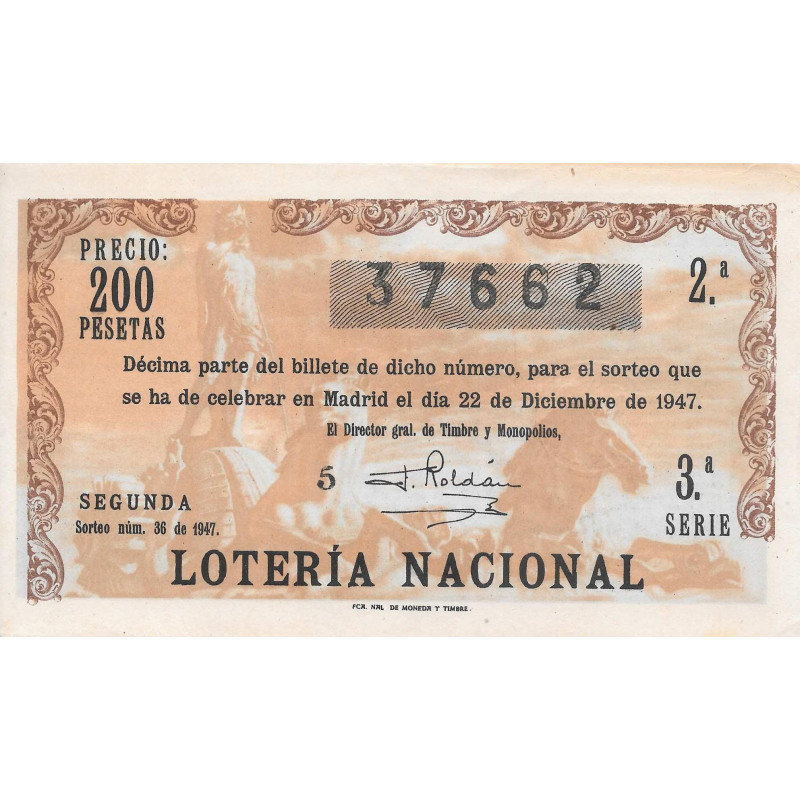 PRECIO:
200
PESETAS
37662
2.ª
Décima parte del billete de dicho número, para el sorteo que
se ha de celebrar en Madrid el día 22 de Diciembre de 1947.
El Director gral. de Timbre y Monopolios,
5
J. Roldán
3.ª
SERIE
SEGUNDA
Sorteo núm. 36 de 1947.
LOTERÍA NACIONAL
FCA. NAL. DE MONEDA Y TIMBRE.